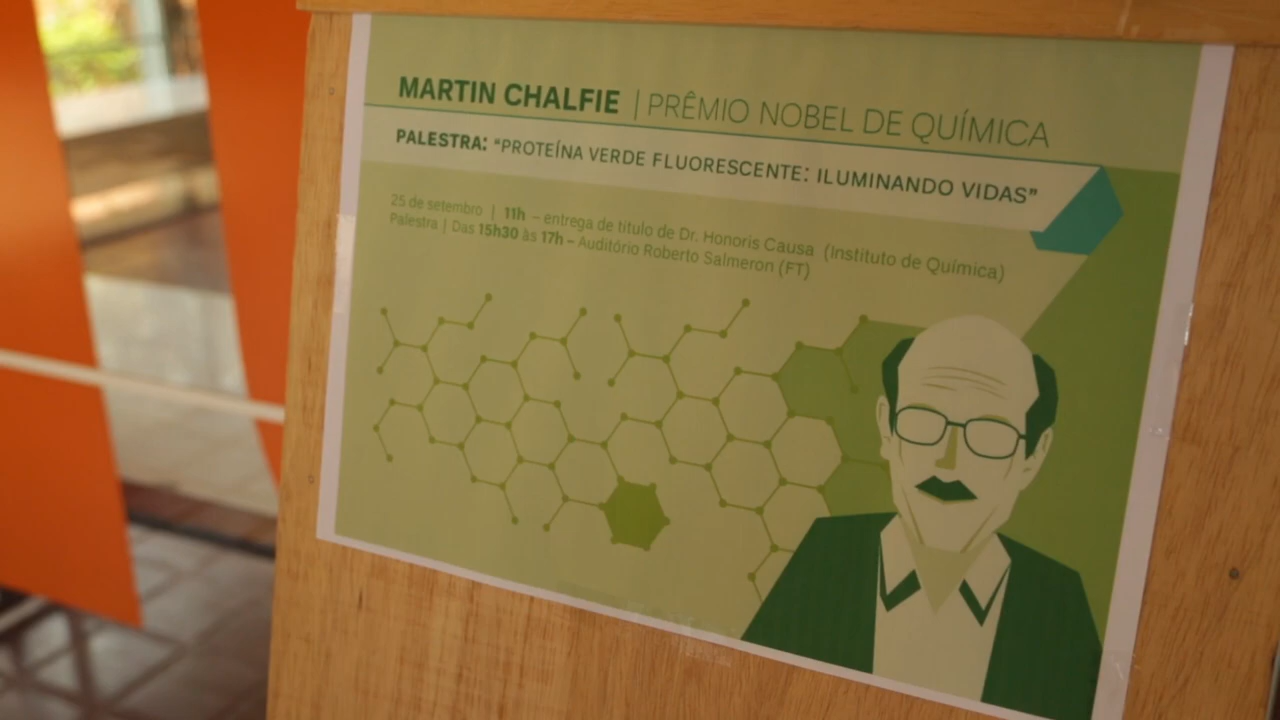 MARTIN CHALFIE | PRÊMIO NOBEL DE QUÍMICA
PALESTRA: “PROTEÍNA VERDE FLUORESCENTE: ILUMINANDO VIDAS”
25 de setembro | 11h – entrega de título de Dr. Honoris Causa (Instituto de Química)
Palestra | Das 15h30 às 17h – Auditório Roberto Salmeron (FT)